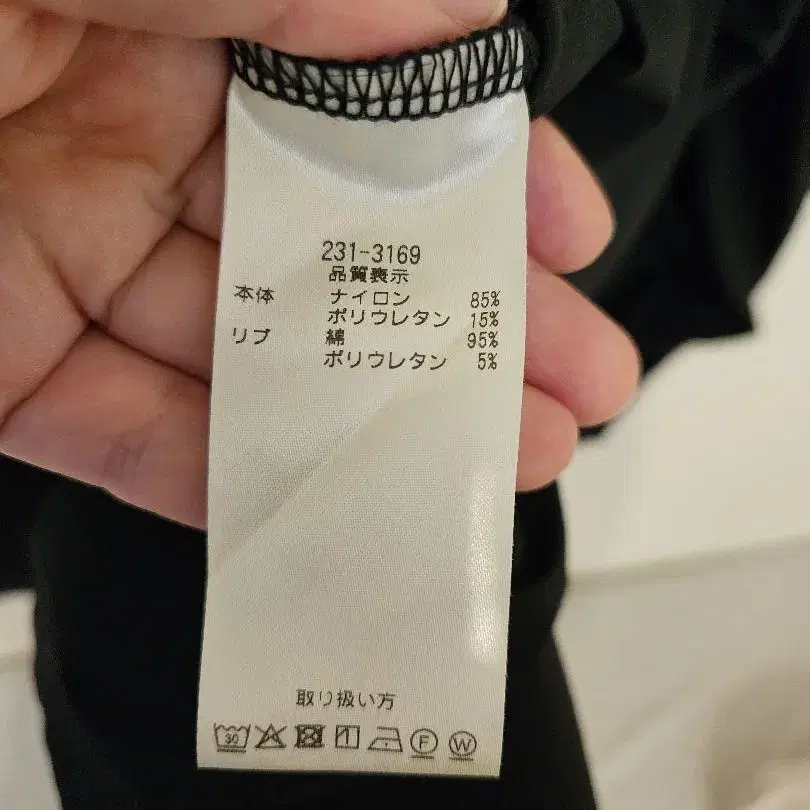 231-3169
品質表示
本体 ナイロン 85%
ポリウレタン 15%
リブ 綿 95%
ポリウレタン 5%
取り扱い方
30 F W